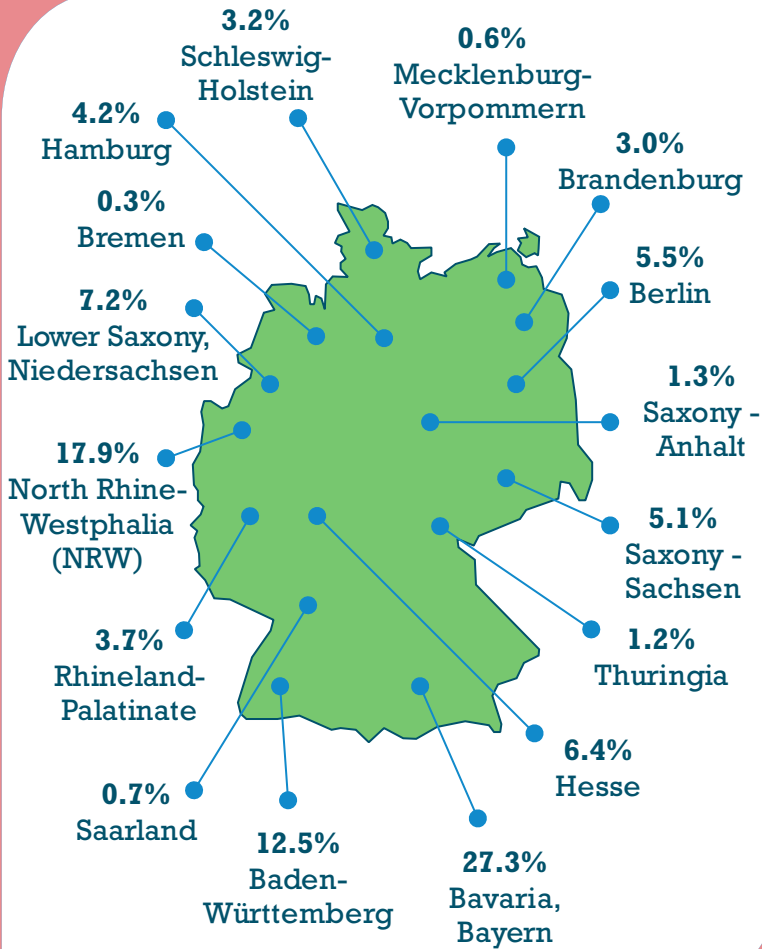 3.2%
Schleswig-
Holstein
0.6%
Mecklenburg-
Vorpommern
4.2%
Hamburg
3.0%
Brandenburg
0.3%
Bremen
5.5%
Berlin
7.2%
Lower Saxony,
Niedersachsen
1.3%
Saxony -
Anhalt
17.9%
North Rhine-
Westphalia
(NRW)
5.1%
Saxony -
Sachsen
3.7%
Rhineland-
Palatinate
1.2%
Thuringia
6.4%
Hesse
0.7%
Saarland
12.5%
Baden-
Württemberg
27.3%
Bavaria,
Bayern